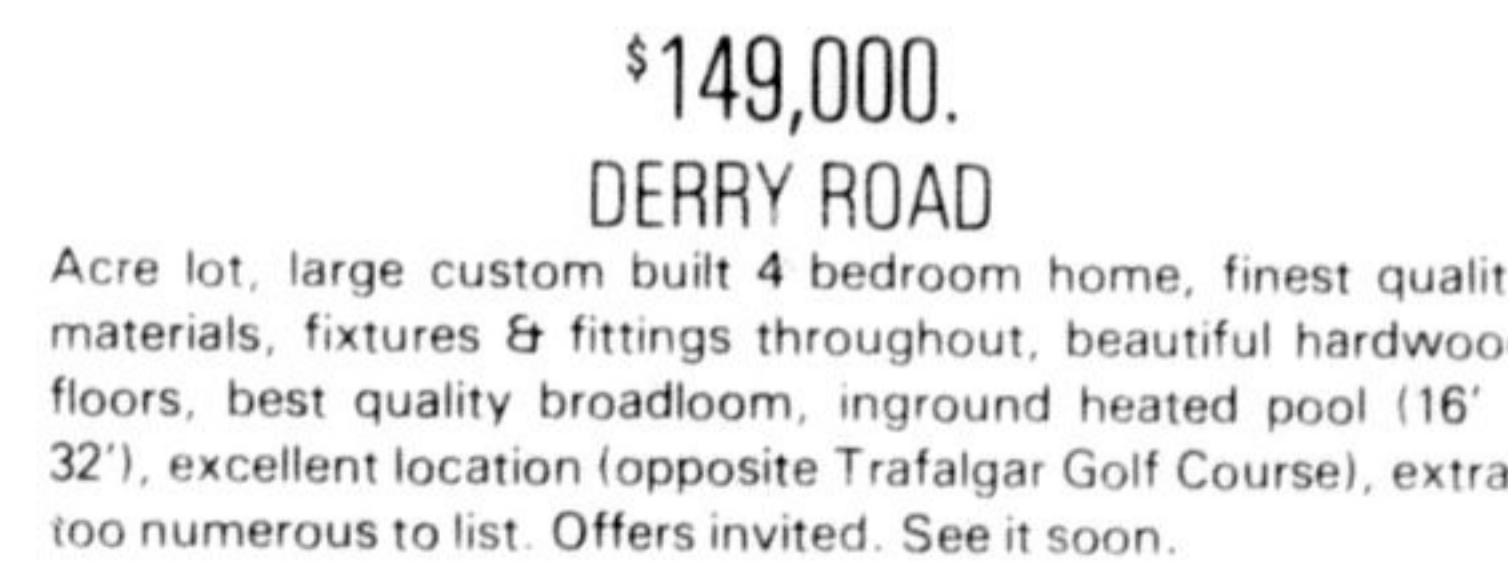 $149,000.
DERRY ROAD
Acre lot, large custom built 4 bedroom home, finest qualit
materials, fixtures & fittings throughout, beautiful hardwoo
floors, best quality broadloom, inground heated pool (16'
32'), excellent location (opposite Trafalgar Golf Course), extra
too numerous to list. Offers invited. See it soon.